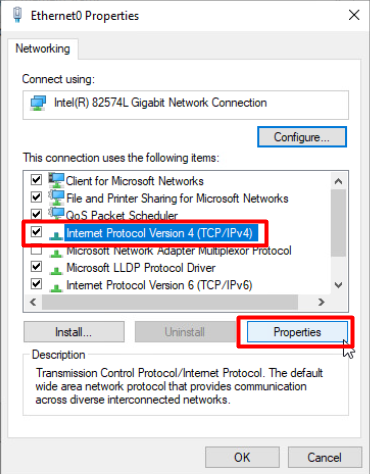 Ethernet0 Properties
Networking
Connect using:
Intel(R) 82574L Gigabit Network Connection
Configure...
This connection uses the following items:
Client for Microsoft Networks
File and Printer Sharing for Microsoft Networks
QoS Packet Scheduler
Internet Protocol Version 4 (TCP/IPv4)
Microsoft Network Adapter Multiplexor Protocol
Microsoft LLDP Protocol Driver
Internet Protocol Version 6 (TCP/IPv6)
Install...
Uninstall
Properties
Description
Transmission Control Protocol/Internet Protocol. The default
wide area network protocol that provides communication
across diverse interconnected networks.
OK
Cancel